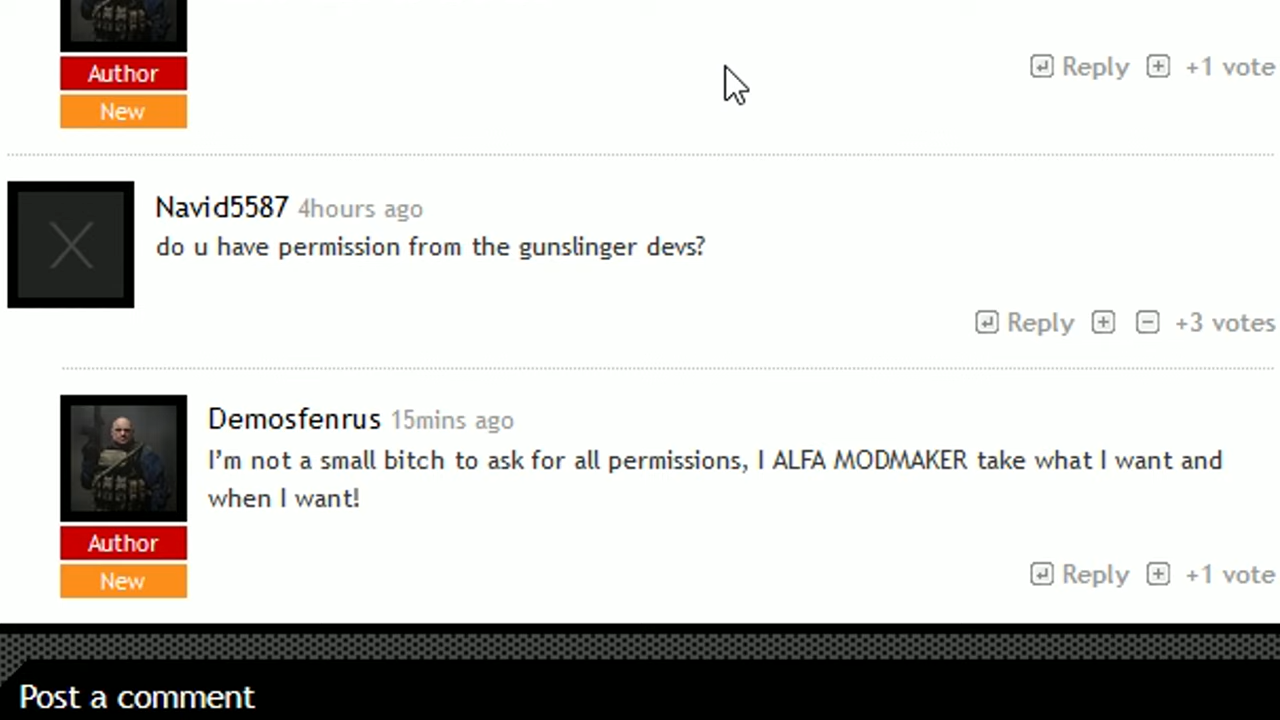 Author
New
Reply +1 vote
Navid5587 4hours ago
do u have permission from the gunslinger devs?
Reply +3 votes
Demosfenrus 15mins ago
I'm not a small bitch to ask for all permissions, I ALFA MODMAKER take what I want and
when I want!
Author
New
Reply +1 vote
Post a comment